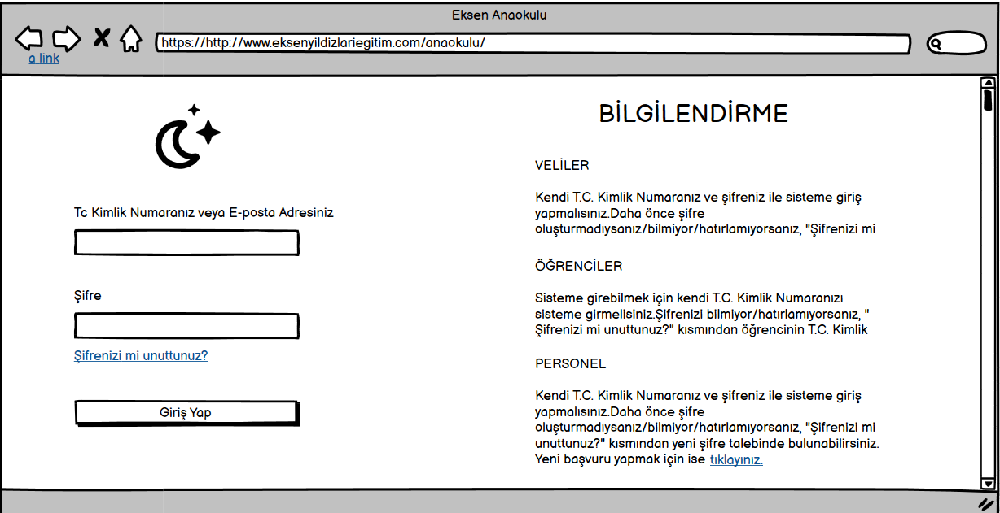 Eksen Anaokulu
https://http://www.eksenyildizlariegitim.com/anaokulu/
a link
Tc Kimlik Numaranız veya E-posta Adresiniz
Şifre
Şifrenizi mi unuttunuz?
Giriş Yap
BİLGİLENDİRME
VELİLER
Kendi T.C. Kimlik Numaranız ve şifreniz ile sisteme giriş
yapmalısınız.Daha önce şifre
oluşturmadıysanız/bilmiyor/hatırlamıyorsanız, "Şifrenizi mi
ÖĞRENCİLER
Sisteme girebilmek için kendi T.C. Kimlik Numaranızı
sisteme girmelisiniz.Şifrenizi bilmiyor/hatırlamıyorsanız, "
Şifrenizi mi unuttunuz?" kısmından öğrencinin T.C. Kimlik
PERSONEL
Kendi T.C. Kimlik Numaranız ve şifreniz ile sisteme giriş
yapmalısınız.Daha önce şifre
oluşturmadıysanız/bilmiyor/hatırlamıyorsanız, "Şifrenizi mi
unuttunuz?" kısmından yeni şifre talebinde bulunabilirsiniz.
Yeni başvuru yapmak için ise tıklayınız.